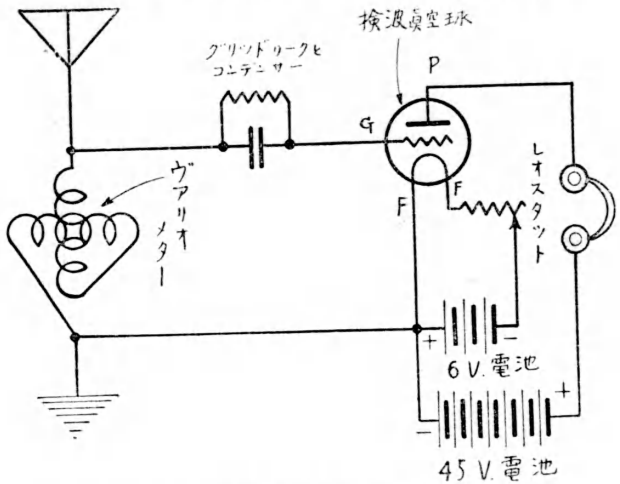 グリッドリークと
コンデンサー
検波眞空球
P
G
F
F
レオスタット
ヴァリオ
メター
+
-
6 V. 電池
-
+
45 V. 電池